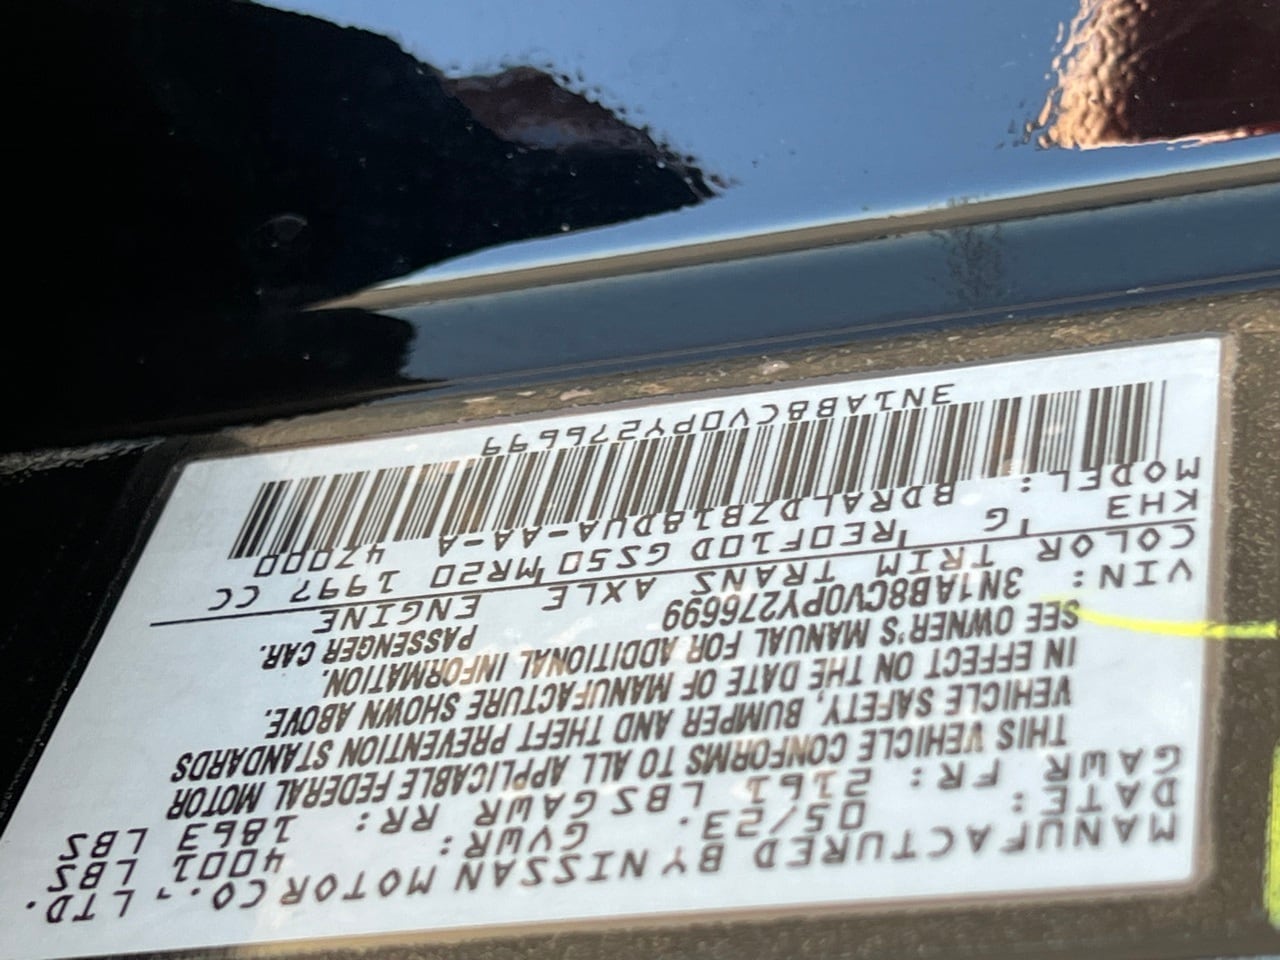 MANUFACTURED BY NISSAN MOTOR CO., LTD.
DATE: 05/23. GVWR: 4001 LBS
GAWR FR: 2161 LBS GAWR RR: 1863 LBS
THIS VEHICLE CONFORMS TO ALL APPLICABLE FEDERAL MOTOR
VEHICLE SAFETY, BUMPER AND THEFT PREVENTION STANDARDS
IN EFFECT ON THE DATE OF MANUFACTURE SHOWN ABOVE.
SEE OWNER'S MANUAL FOR ADDITIONAL INFORMATION.
VIN: 3N1AB8CV0PY276699 PASSENGER CAR.
COLOR TRIM TRANS AXLE ENGINE
KH3 G RE0F10D GS50 MR20 1997 CC
MODEL: BDRALDZB18DUA-AA-A 47000
3N1AB8CV0PY276699